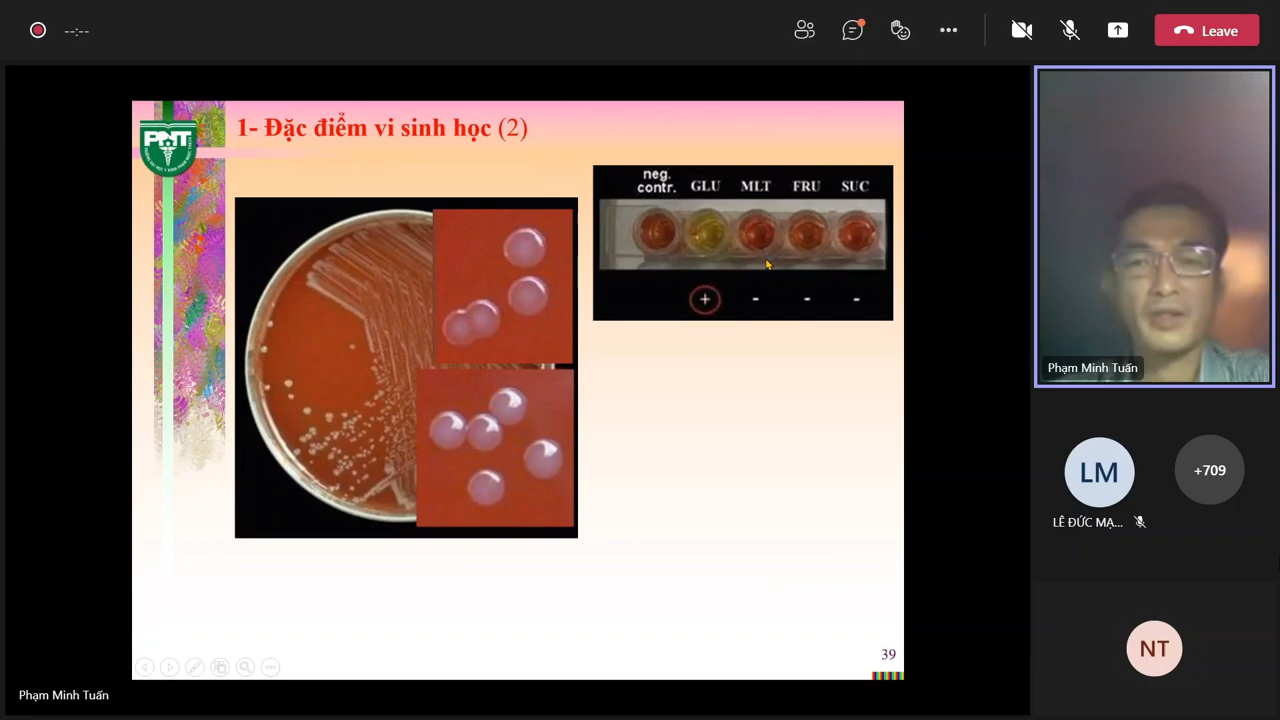 --:--
Leave
1- Đặc điểm vi sinh học (2)
PNT
neg.
contr. GLU MLT FRU SUC
+ - - -
39
Phạm Minh Tuấn
Phạm Minh Tuấn
LM
+709
LÊ ĐỨC MẠ...
NT